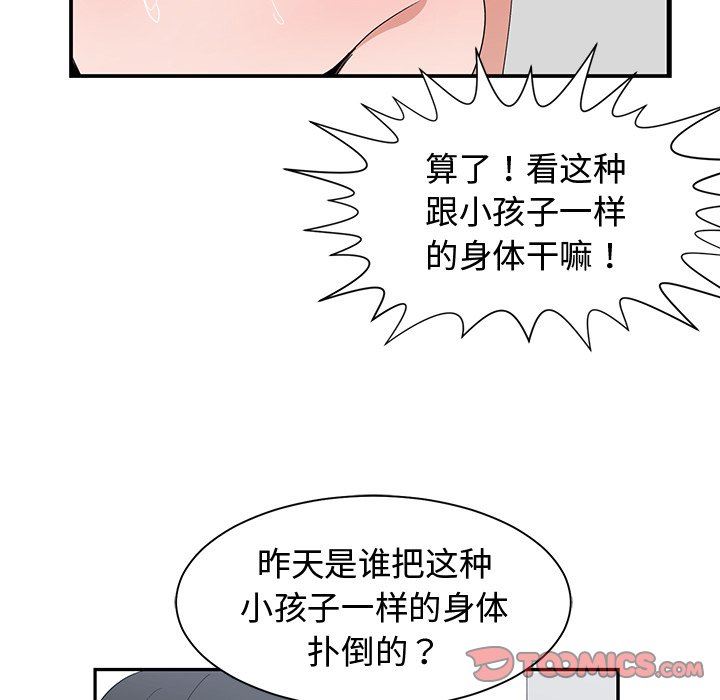 算了！看这种
跟小孩子一样
的身体干嘛！
昨天是谁把这种
小孩子一样的身体
扑倒的？
TOOMICS.COM